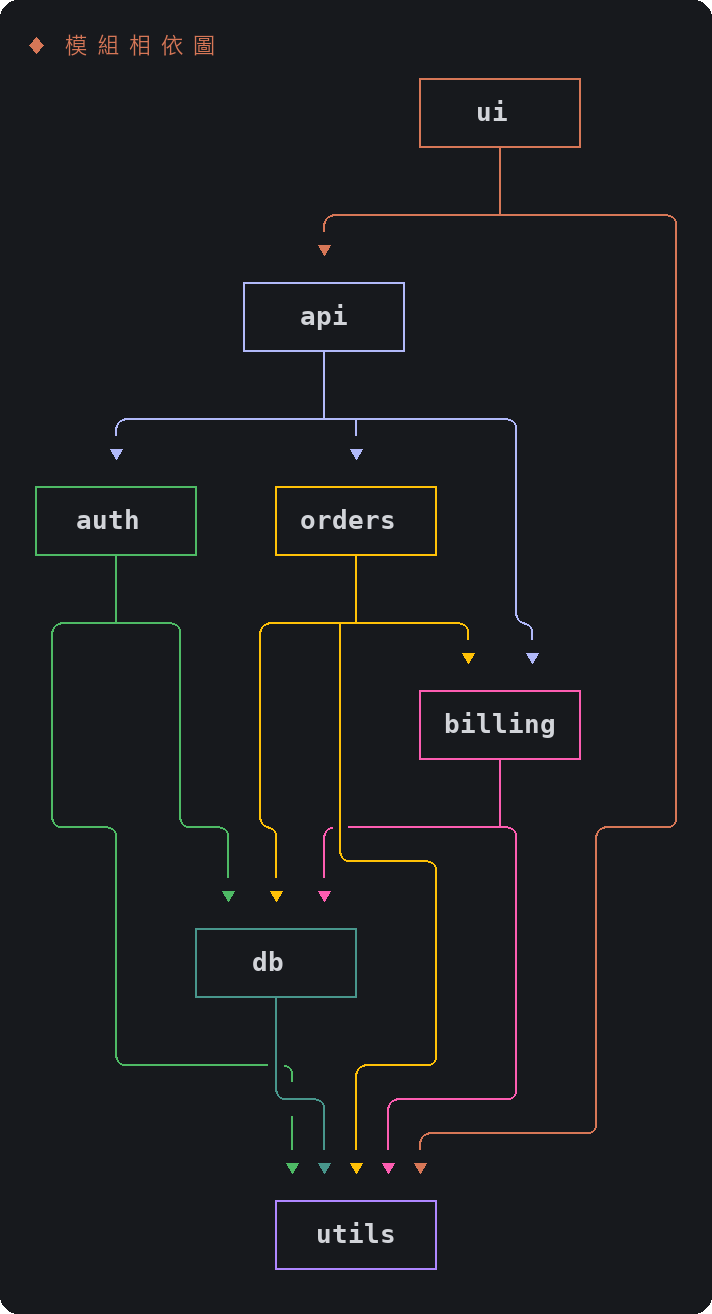 模組相依圖
ui
api
auth
orders
billing
db
utils